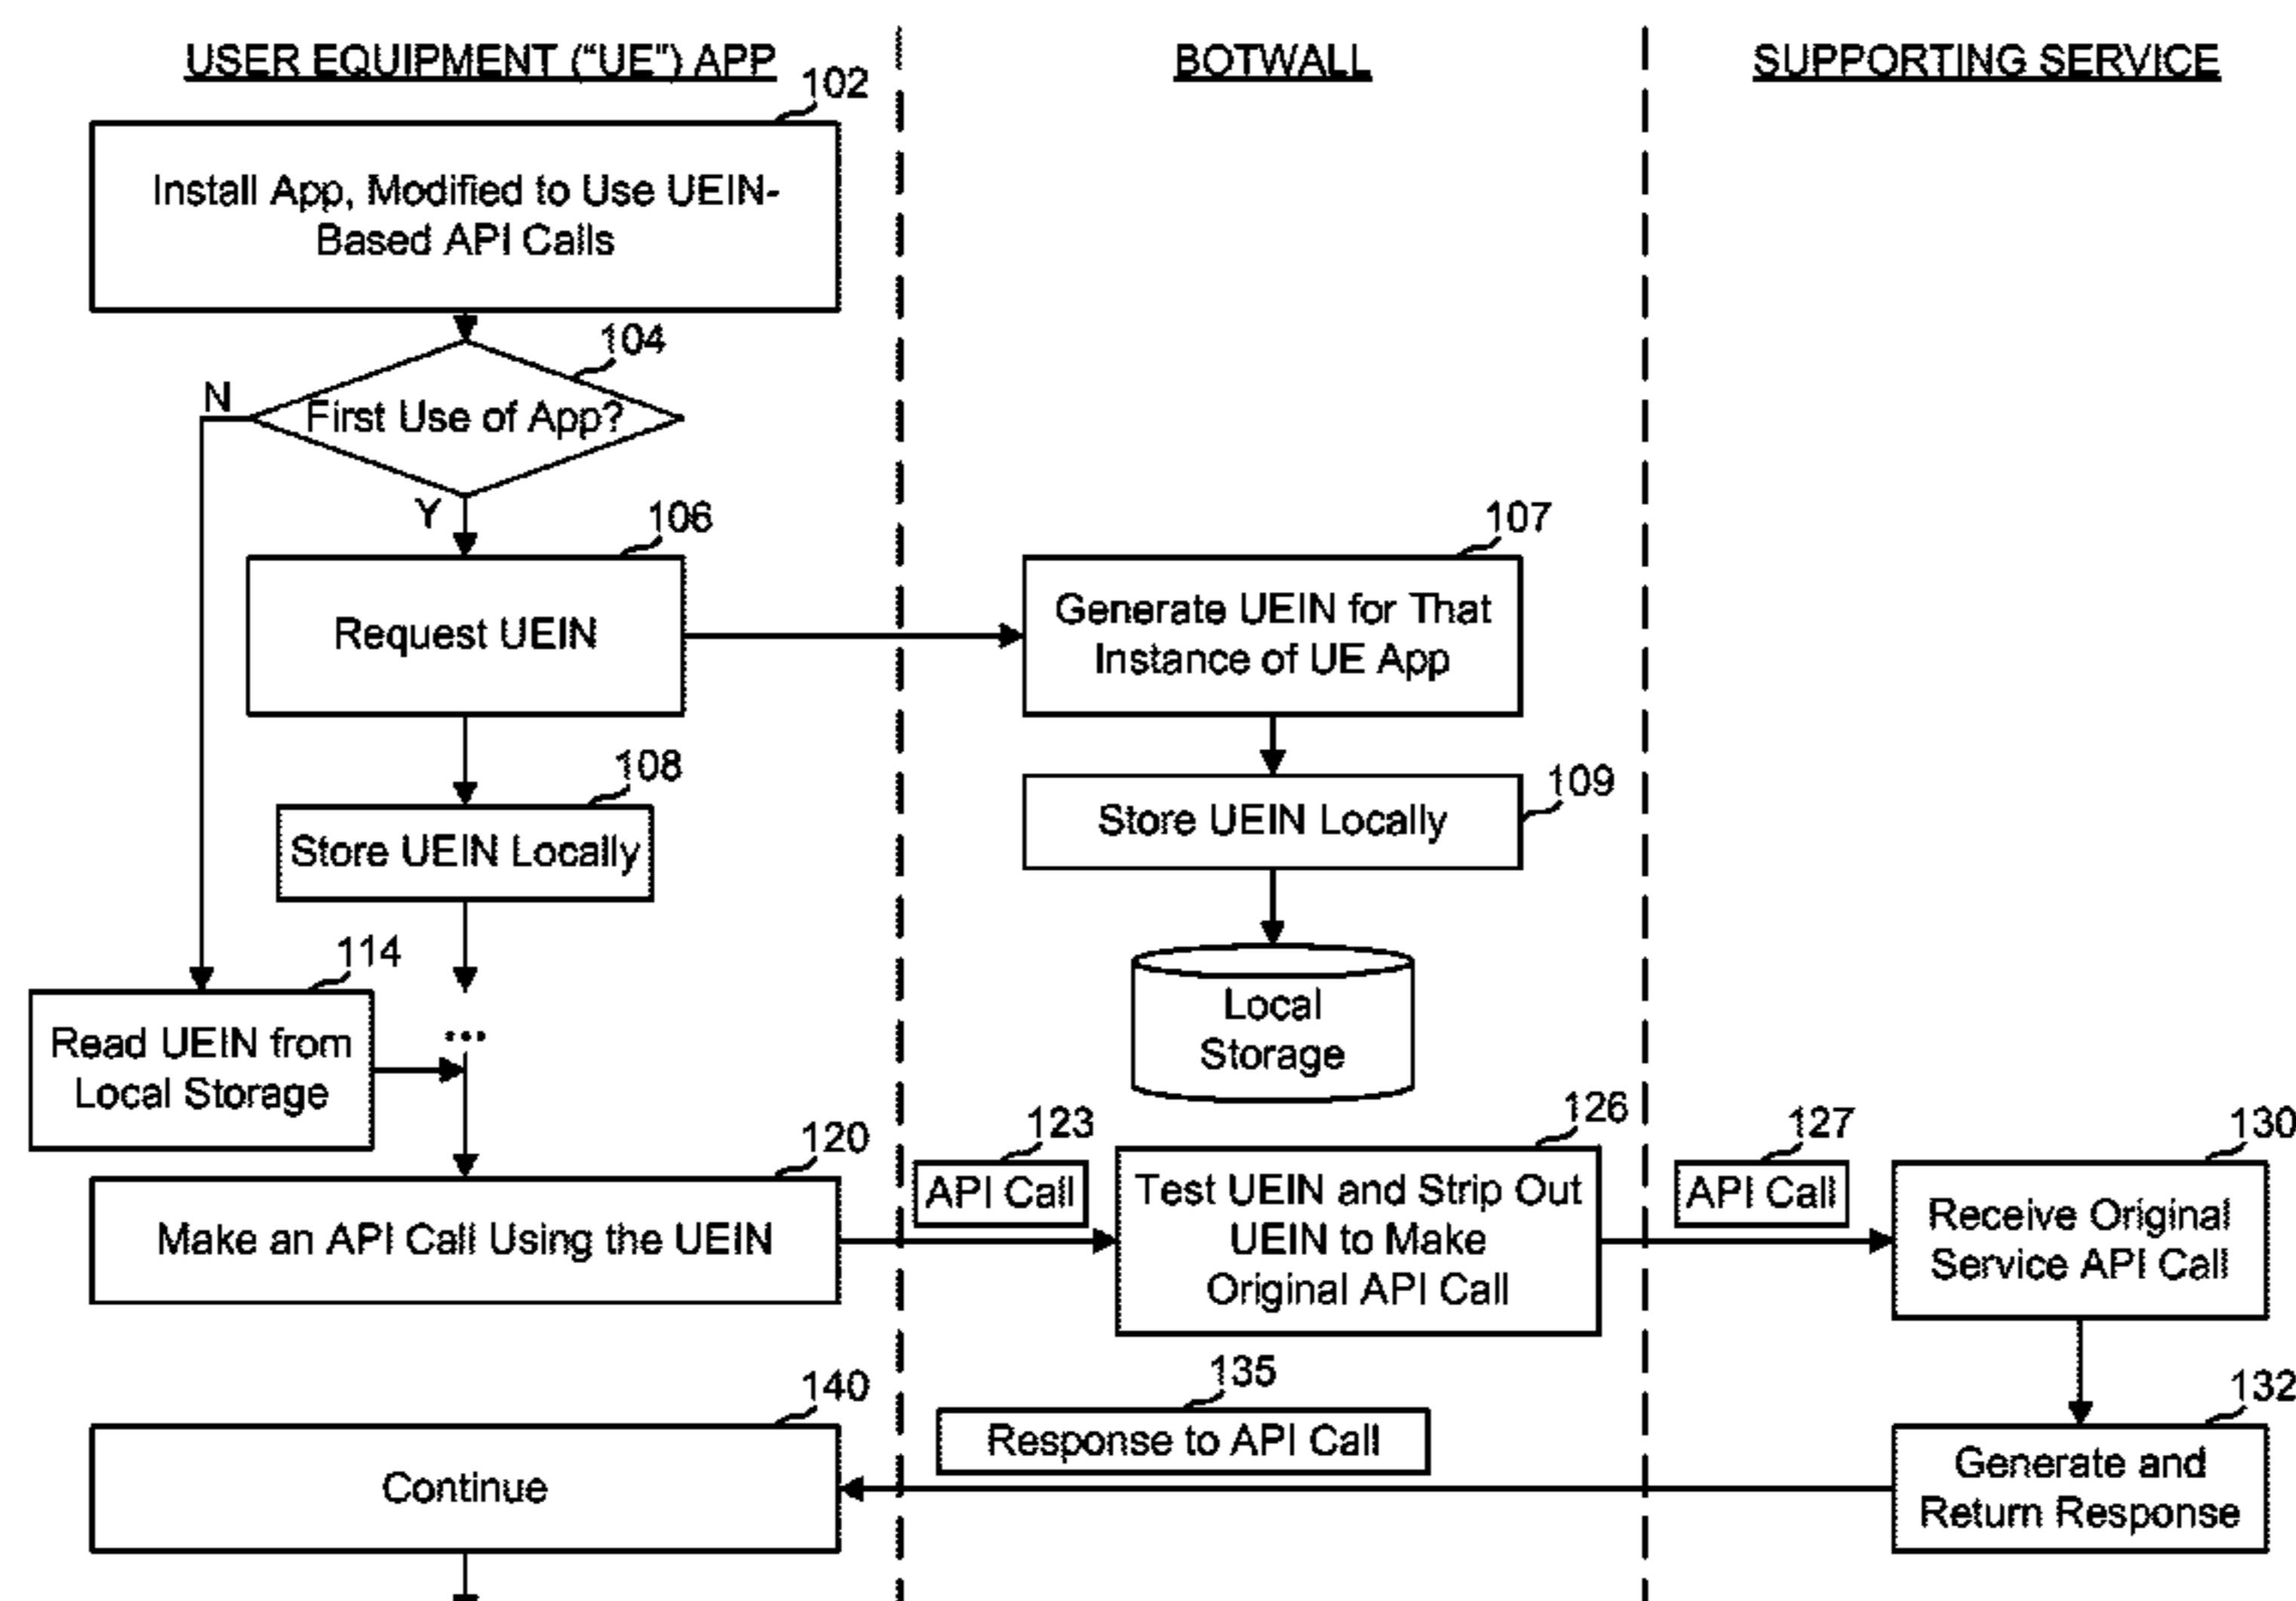 USER EQUIPMENT ("UE") APP
BOTWALL
SUPPORTING SERVICE
102
Install App, Modified to Use UEIN-
Based API Calls
104
N
First Use of App?
Y
106
107
Request UEIN
Generate UEIN for That
Instance of UE App
108
109
Store UEIN Locally
Store UEIN Locally
114
Read UEIN from
Local Storage
...
Local
Storage
120
123
126
127
130
Make an API Call Using the UEIN
API Call
Test UEIN and Strip Out
UEIN to Make
Original API Call
API Call
Receive Original
Service API Call
140
135
132
Continue
Response to API Call
Generate and
Return Response